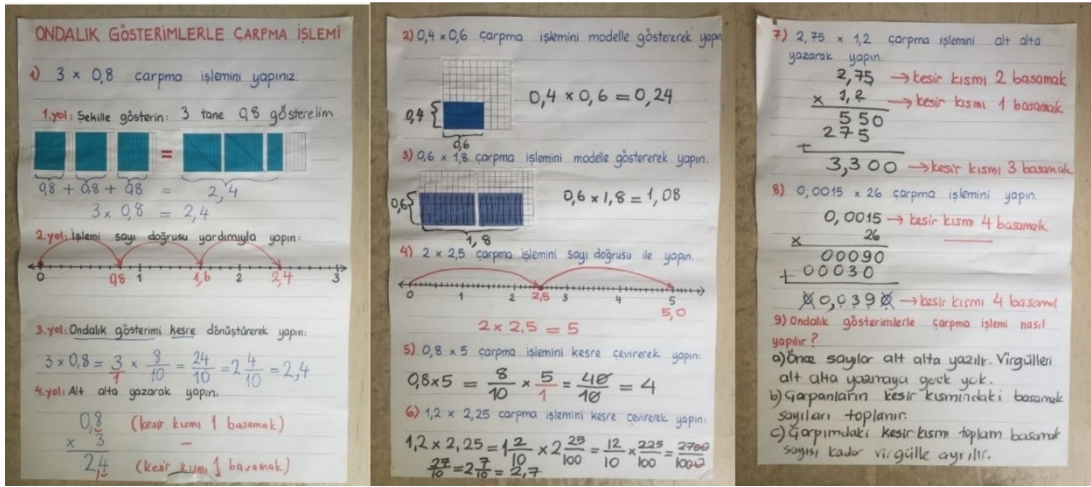 ONDALIK GÖSTERİMLERLE ÇARPMA İŞLEMİ
1) 3 x 0,8 çarpma işlemini yapınız.
1.yol: Şekille gösterin: 3 tane 0,8 gösterelim
=
0,8 + 0,8 + 0,8 = 2,4
3 x 0,8 = 2,4
2.yol: İşlemi sayı doğrusu yardımıyla yapın:
0 0,8 1 1,6 2 2,4 3
3.yol: Ondalık gösterimi kesre dönüştürerek yapın:
3 x 0,8 = 3/1 x 8/10 = 24/10 = 2 4/10 = 2,4
4.yol: Alt alta yazarak yapın:
0,8 (kesir kısmı 1 basamak)
x 3 —
2,4 (kesir kısmı 1 basamak)
2) 0,4 x 0,6 çarpma işlemini modelle göstererek yapın
0,4 x 0,6 = 0,24
0,4
0,6
3) 0,6 x 1,8 çarpma işlemini modelle göstererek yapın.
0,6
0,6 x 1,8 = 1,08
1,8
4) 2 x 2,5 çarpma işlemini sayı doğrusu ile yapın.
0 1 2 2,5 3 4 5
5,0
2 x 2,5 = 5
5) 0,8 x 5 çarpma işlemini kesre çevirerek yapın:
0,8x5 = 8/10 x 5/1 = 40/10 = 4
6) 1,2 x 2,25 çarpma işlemini kesre çevirerek yapın:
1,2 x 2,25 = 1 2/10 x 2 25/100 = 12/10 x 225/100 = 2700/1000
27/10 = 2 7/10 = 2,7
7) 2,75 x 1,2 çarpma işlemini alt alta
yazarak yapın.
2,75 → kesir kısmı 2 basamak
x 1,2 → kesir kısmı 1 basamak
550
275
+
3,300 → kesir kısmı 3 basamak
8) 0,0015 x 26 çarpma işlemini yapın.
0,0015 → kesir kısmı 4 basamak
x 26 —
00090
+ 00030
00,0390 → kesir kısmı 4 basamak
9) Ondalık gösterimlerle çarpma işlemi nasıl
yapılır?
a) Önce sayılar alt alta yazılır. Virgülleri
alt alta yazmaya gerek yok.
b) Çarpanların kesir kısmındaki basamak
sayıları toplanır.
c) Çarpımdaki kesir kısmı toplam basamak
sayısı kadar virgülle ayrılır.